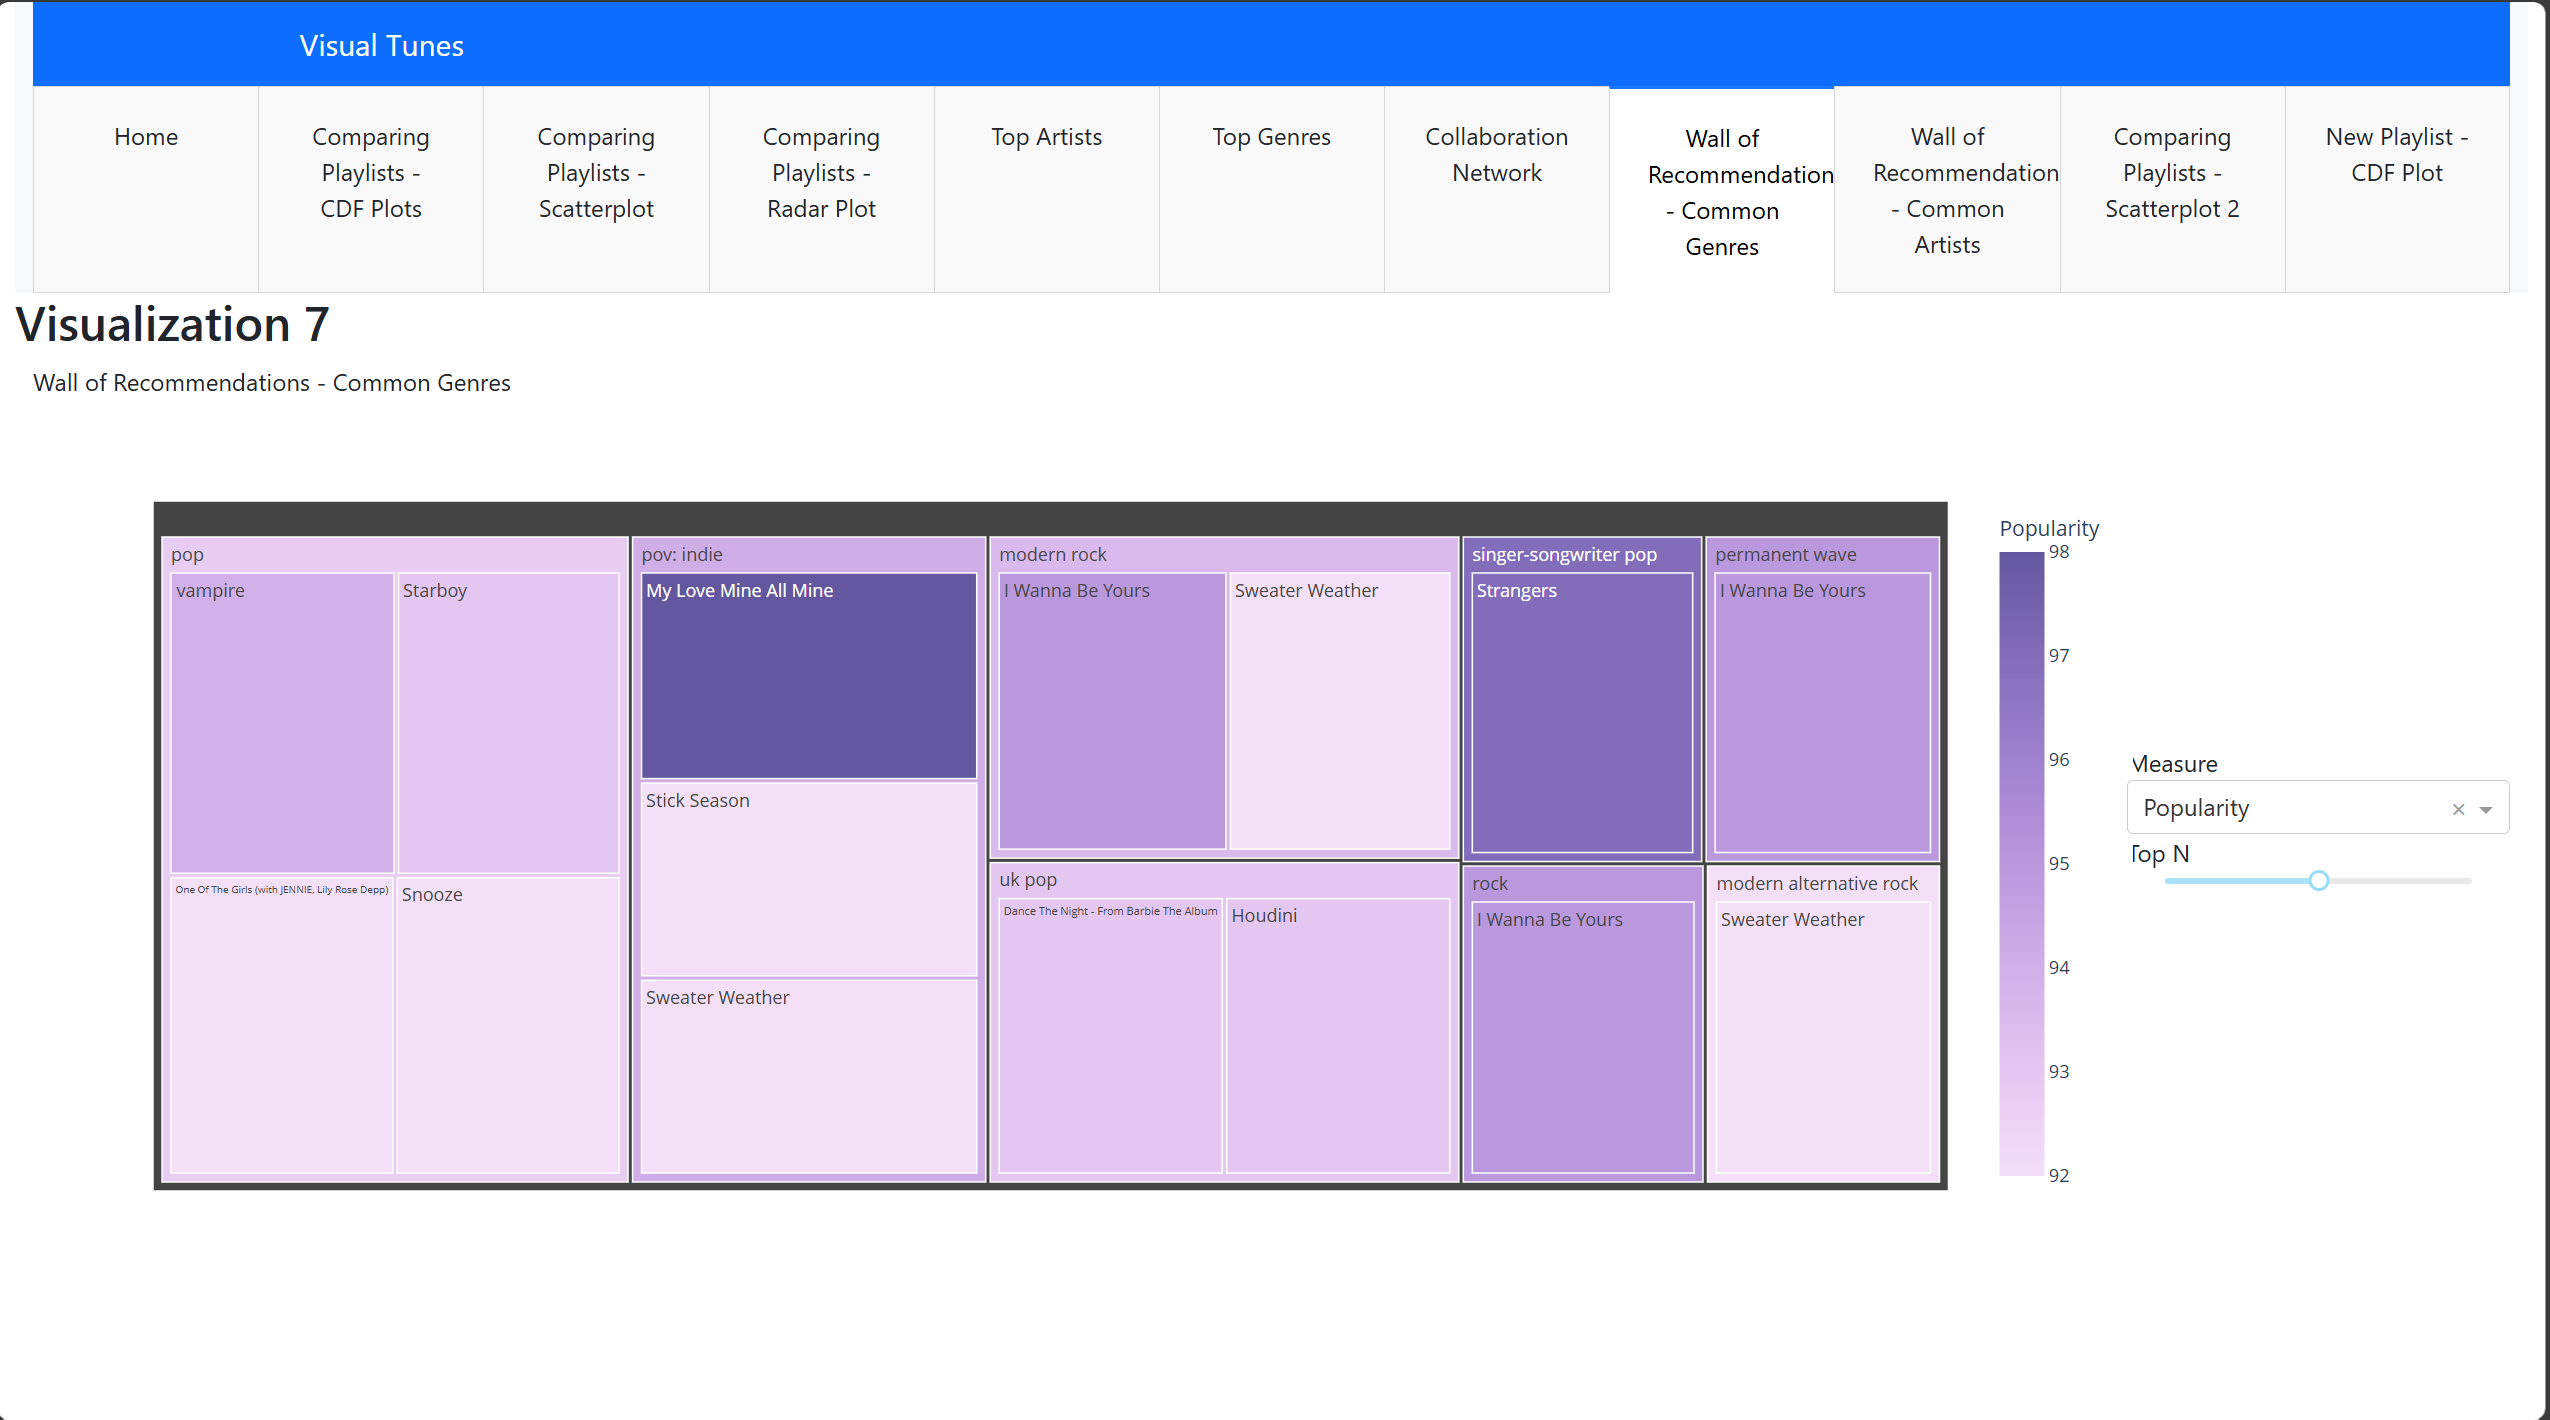 Visual Tunes
Home
Comparing
Playlists -
CDF Plots
Comparing
Playlists -
Scatterplot
Comparing
Playlists -
Radar Plot
Top Artists
Top Genres
Collaboration
Network
Wall of
Recommendation
- Common
Genres
Wall of
Recommendation
- Common
Artists
Comparing
Playlists -
Scatterplot 2
New Playlist -
CDF Plot
Visualization 7
Wall of Recommendations - Common Genres
pop
vampire
Starboy
One Of The Girls (with JENNIE, Lily Rose Depp)
Snooze
pov: indie
My Love Mine All Mine
Stick Season
Sweater Weather
modern rock
I Wanna Be Yours
Sweater Weather
uk pop
Dance The Night - From Barbie The Album
Houdini
singer-songwriter pop
Strangers
permanent wave
I Wanna Be Yours
rock
I Wanna Be Yours
modern alternative rock
Sweater Weather
Popularity
98
97
96
95
94
93
92
Measure
Popularity
Top N